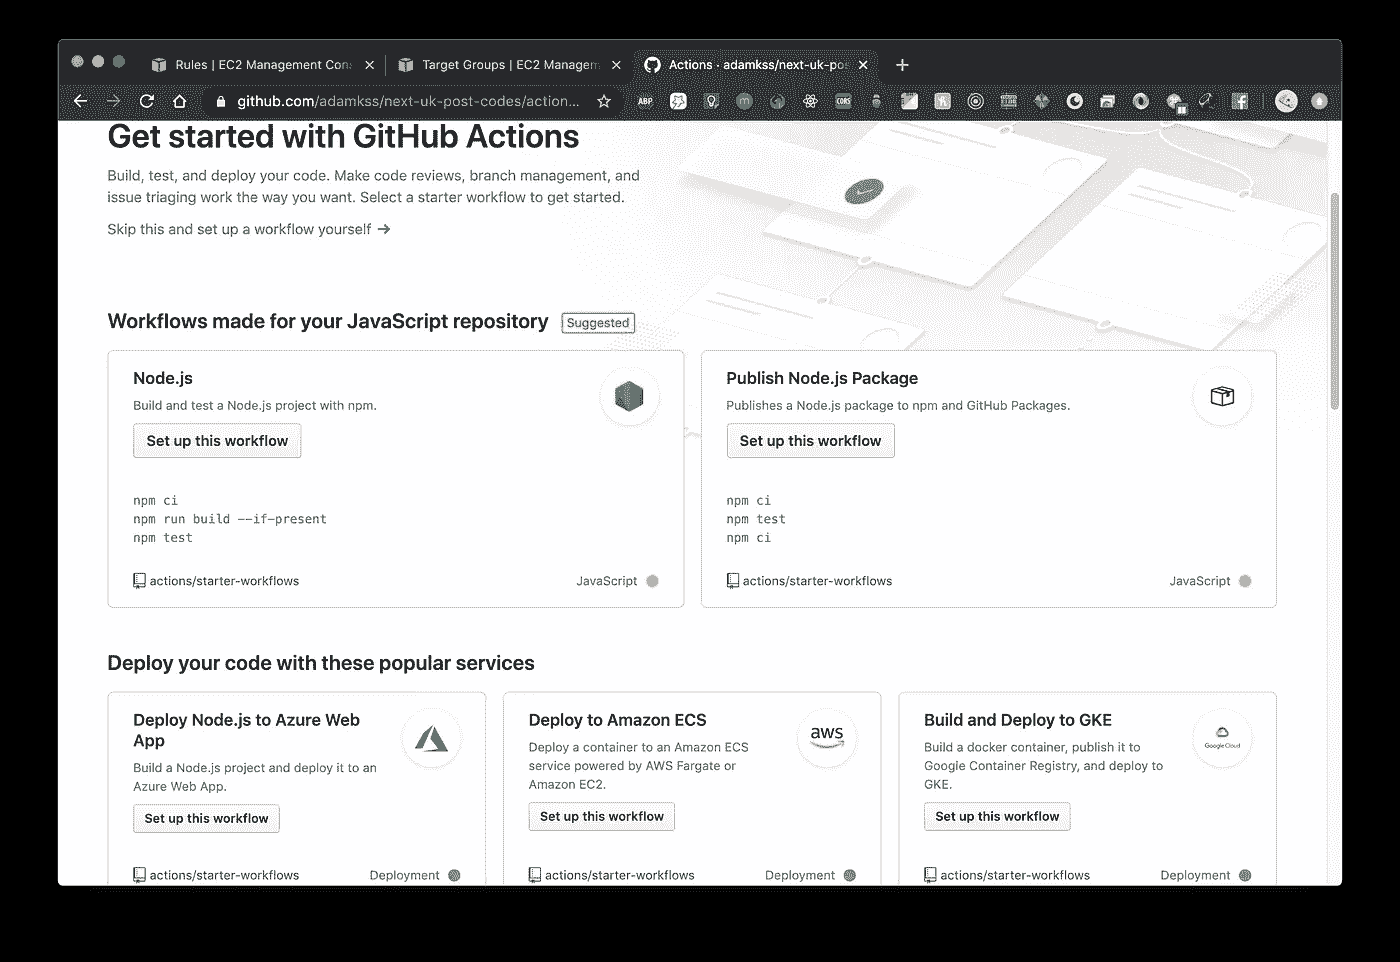 Rules | EC2 Management Con
Target Groups | EC2 Managem
Actions · adamkss/next-uk-pos
github.com/adamkss/next-uk-post-codes/action...
ABP
CORS
Get started with GitHub Actions
Build, test, and deploy your code. Make code reviews, branch management, and
issue triaging work the way you want. Select a starter workflow to get started.
Skip this and set up a workflow yourself →
Workflows made for your JavaScript repository Suggested
Node.js
Build and test a Node.js project with npm.
Set up this workflow
npm ci
npm run build --if-present
npm test
actions/starter-workflows
JavaScript
Publish Node.js Package
Publishes a Node.js package to npm and GitHub Packages.
Set up this workflow
npm ci
npm test
npm ci
actions/starter-workflows
JavaScript
Deploy your code with these popular services
Deploy Node.js to Azure Web
App
Build a Node.js project and deploy it to an
Azure Web App.
Set up this workflow
actions/starter-workflows
Deployment
Deploy to Amazon ECS
aws
Deploy a container to an Amazon ECS
service powered by AWS Fargate or
Amazon EC2.
Set up this workflow
actions/starter-workflows
Deployment
Build and Deploy to GKE
Google Cloud
Build a docker container, publish it to
Google Container Registry, and deploy to
GKE.
Set up this workflow
actions/starter-workflows
Deployment